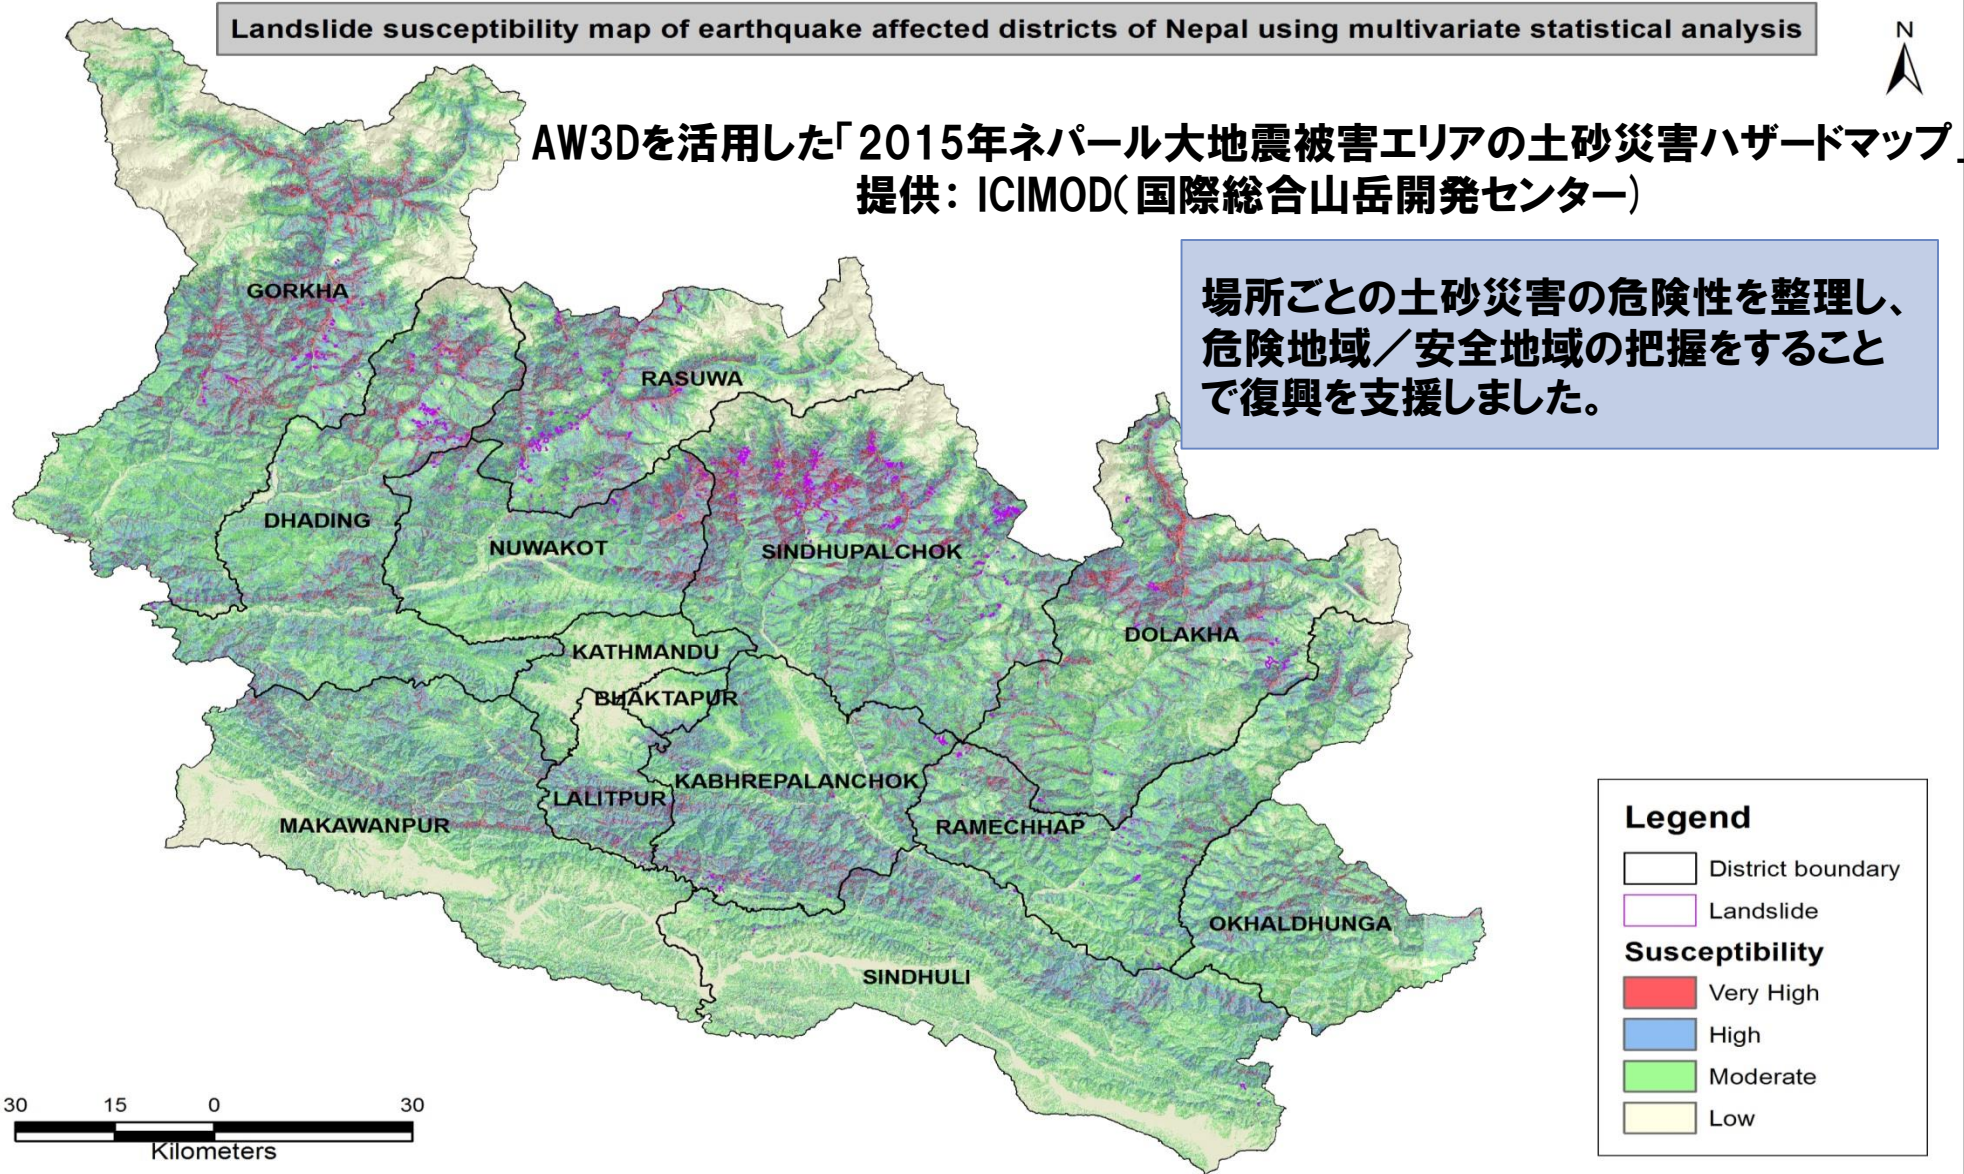 Landslide susceptibility map of earthquake affected districts of Nepal using multivariate statistical analysis
N
AW3Dを活用した「2015年ネパール大地震被害エリアの土砂災害ハザードマップ」
提供： ICIMOD（国際総合山岳開発センター）
場所ごとの土砂災害の危険性を整理し、
危険地域／安全地域の把握をすること
で復興を支援しました。
GORKHA
RASUWA
DHADING
NUWAKOT
SINDHUPALCHOK
DOLAKHA
KATHMANDU
BHAKTAPUR
KABHREPALANCHOK
LALITPUR
MAKAWANPUR
RAMECHHAP
OKHALDHUNGA
SINDHULI
Legend
District boundary
Landslide
Susceptibility
Very High
High
Moderate
Low
30 15 0 30
Kilometers